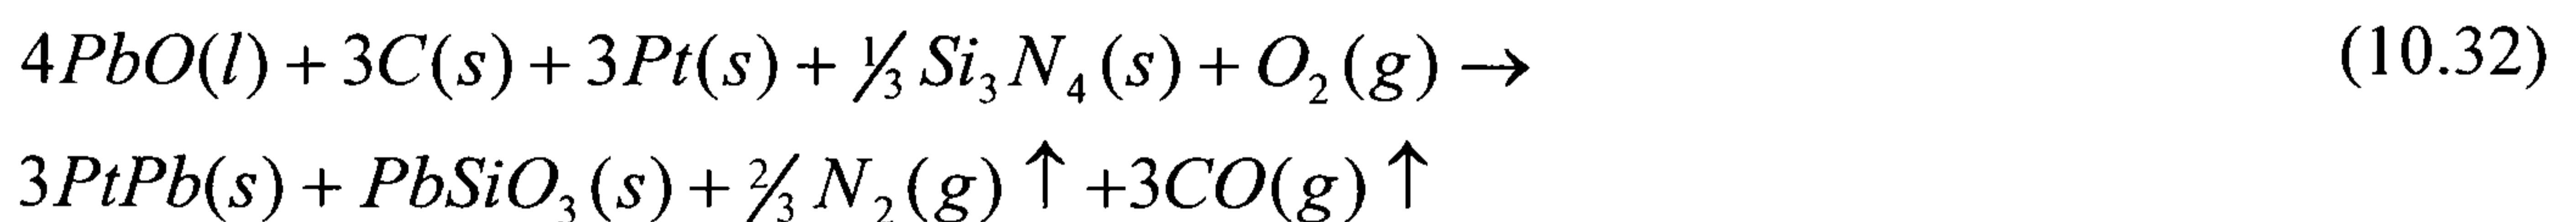 4PbO(l) + 3C(s) + 3Pt(s) + ⅓ Si₃N₄(s) + O₂(g) → (10.32)
3PtPb(s) + PbSiO₃(s) + ⅔ N₂(g) ↑ +3CO(g) ↑